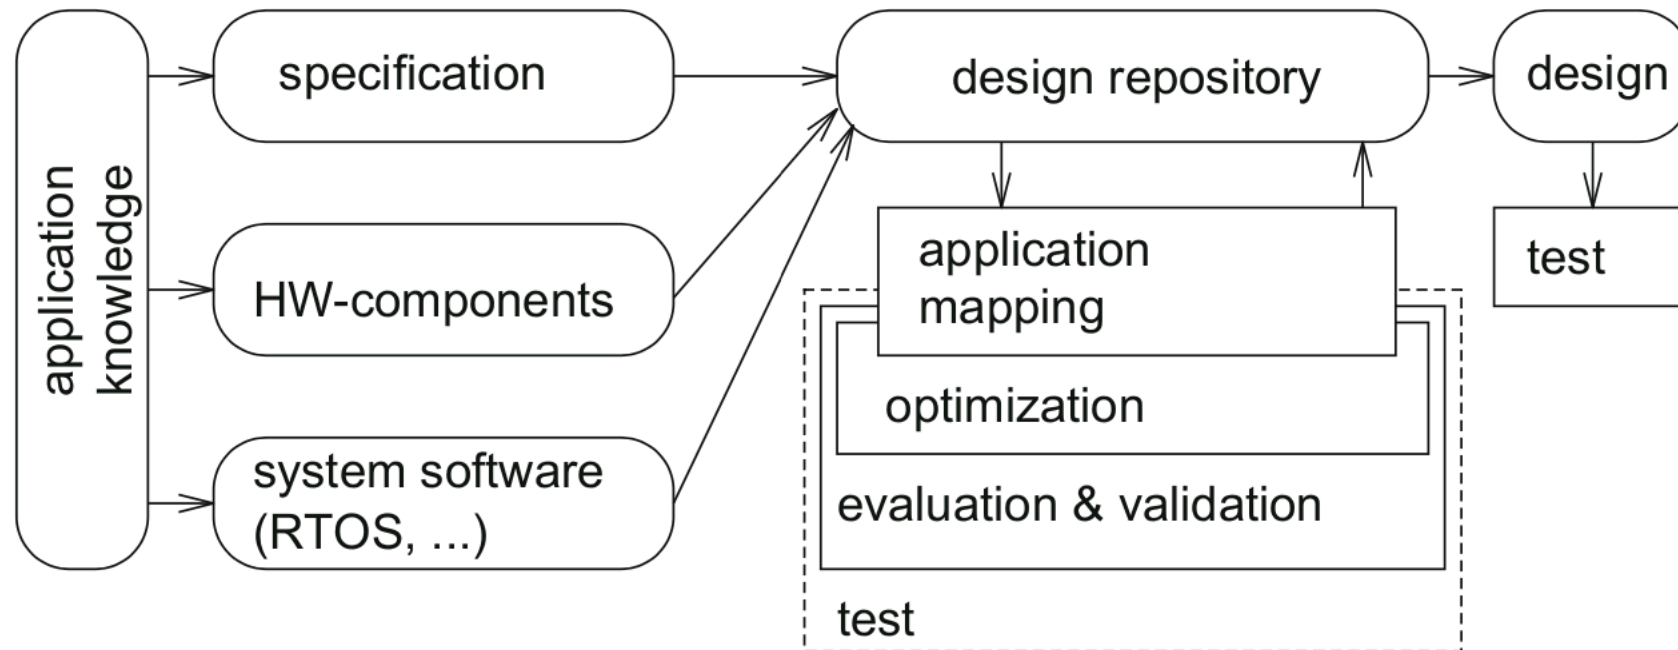 application
knowledge
specification
HW-components
system software
(RTOS, ...)
design repository
application
mapping
optimization
evaluation & validation
test
design
test